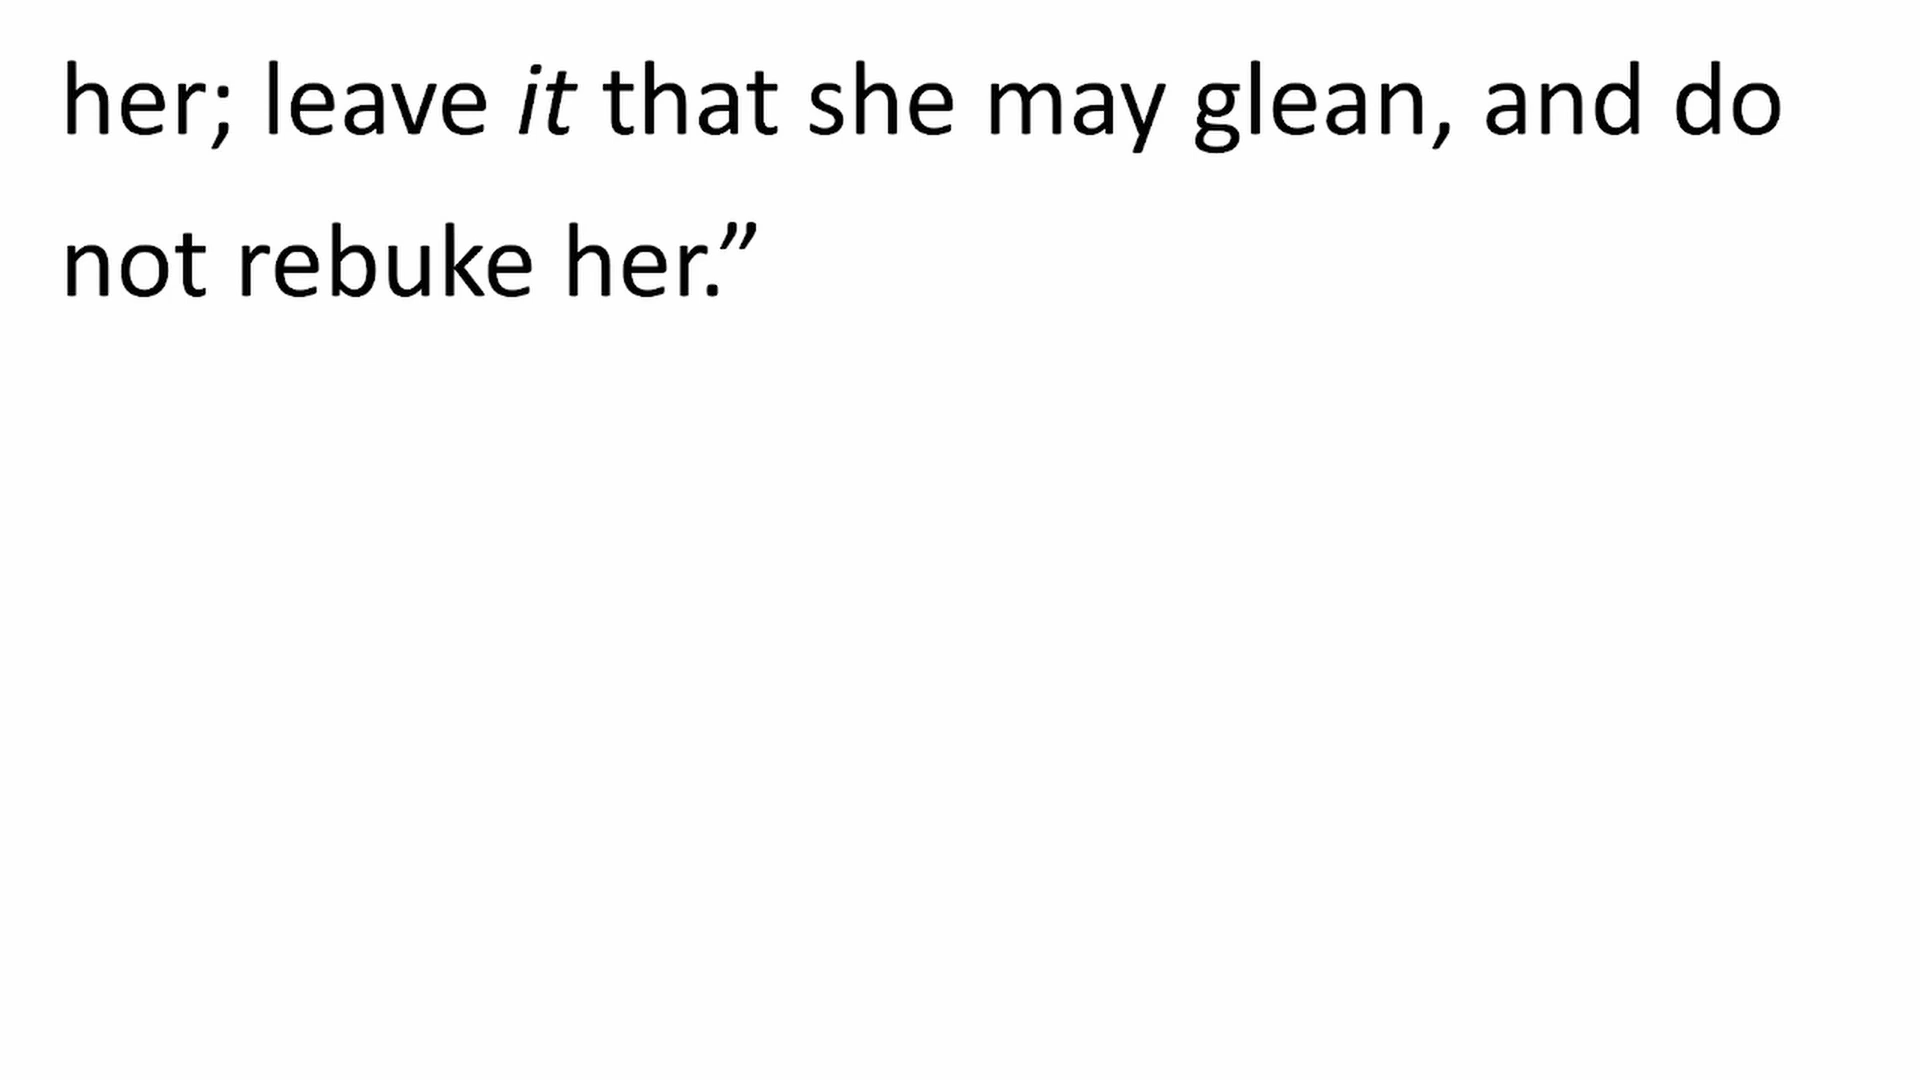 her; leave it that she may glean, and do
not rebuke her.”